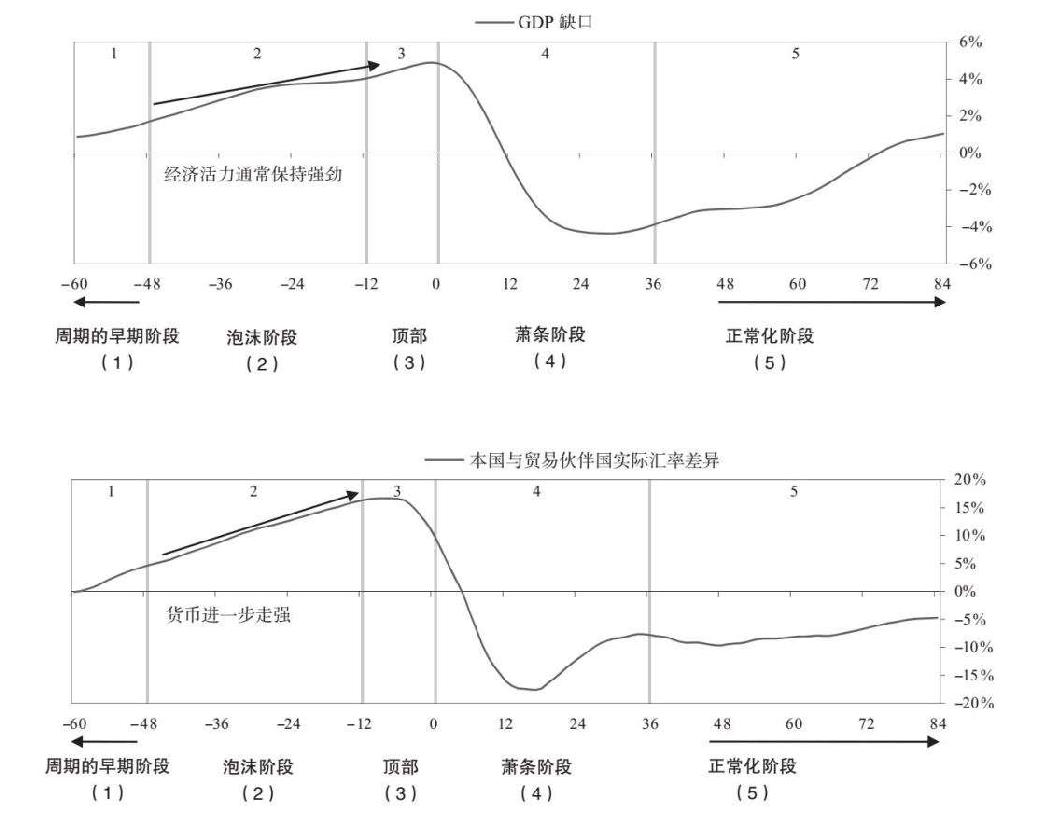 GDP 缺口
1 2 3 4 5
6%
4%
2%
0%
−2%
−4%
−6%
经济活力通常保持强劲
−60 −48 −36 −24 −12 0 12 24 36 48 60 72 84
周期的早期阶段 泡沫阶段 顶部 萧条阶段 正常化阶段
(1) (2) (3) (4) (5)
本国与贸易伙伴国实际汇率差异
1 2 3 4 5
20%
15%
10%
5%
0%
−5%
−10%
−15%
−20%
货币进一步走强
−60 −48 −36 −24 −12 0 12 24 36 48 60 72 84
周期的早期阶段 泡沫阶段 顶部 萧条阶段 正常化阶段
(1) (2) (3) (4) (5)